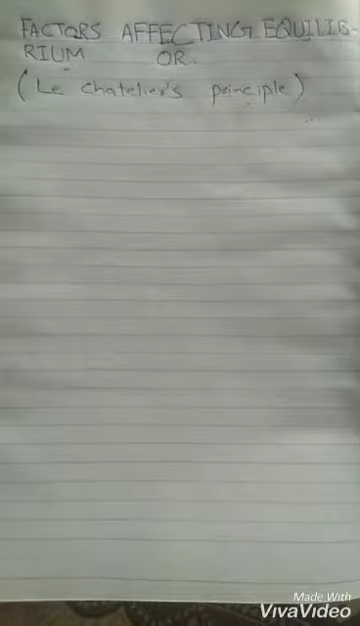 FACTORS AFFECTING EQUILIB-
RIUM OR.
(Le chatelier's principle)
Made With
VivaVideo